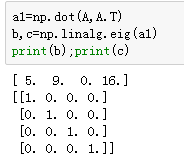 a1=np.dot(A,A.T)
b,c=np.linalg.eig(a1)
print(b);print(c)
[ 5.  9.  0. 16.]
[[1. 0. 0. 0.]
 [0. 1. 0. 0.]
 [0. 0. 1. 0.]
 [0. 0. 0. 1.]]